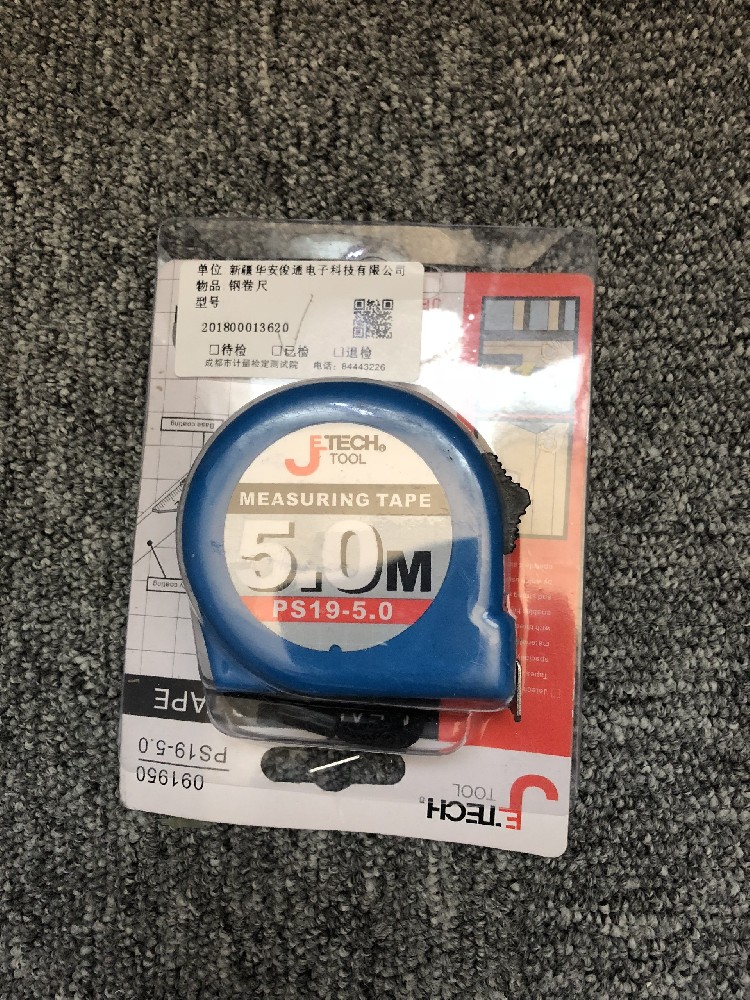 单位 新疆华安俊通电子科技有限公司
物品 钢卷尺
型号
201800013620
□待检 □已检 □退检
成都市计量检定测试院 电话：84443226
Base coating
JETECH
TOOL
MEASURING TAPE
5.0M
PS19-5.0
coating
APE
PS19-5.0
091950
TOOL
JETECH